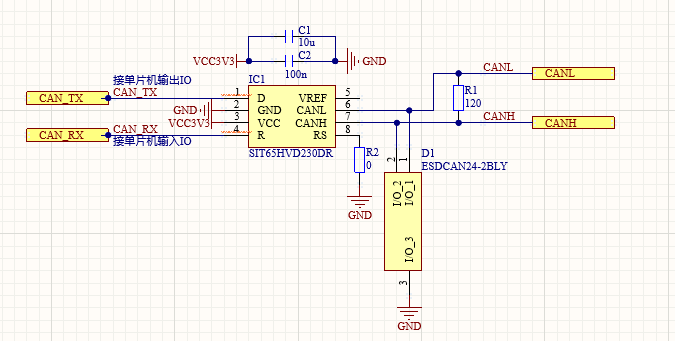 C1
10u
VCC3V3
GND
C2
100n
接单片机输出IO
IC1
CAN_TX
CAN_TX
1
D
VREF
5
GND
2
GND
CANL
6
VCC3V3
3
VCC
CANH
7
CAN_RX
CAN_RX
4
R
RS
8
接单片机输入IO
SIT65HVD230DR
R2
0
GND
CANL
CANL
R1
120
CANH
CANH
D1
ESDCAN24-2BLY
2
1
I/O_2
I/O_1
I/O_3
3
GND